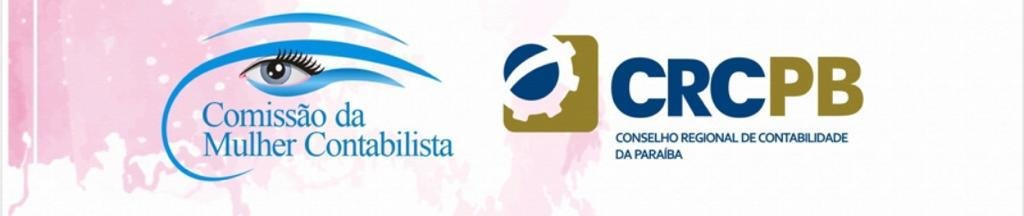 Comissão da
Mulher Contabilista
CRCPB
CONSELHO REGIONAL DE CONTABILIDADE
DA PARAÍBA